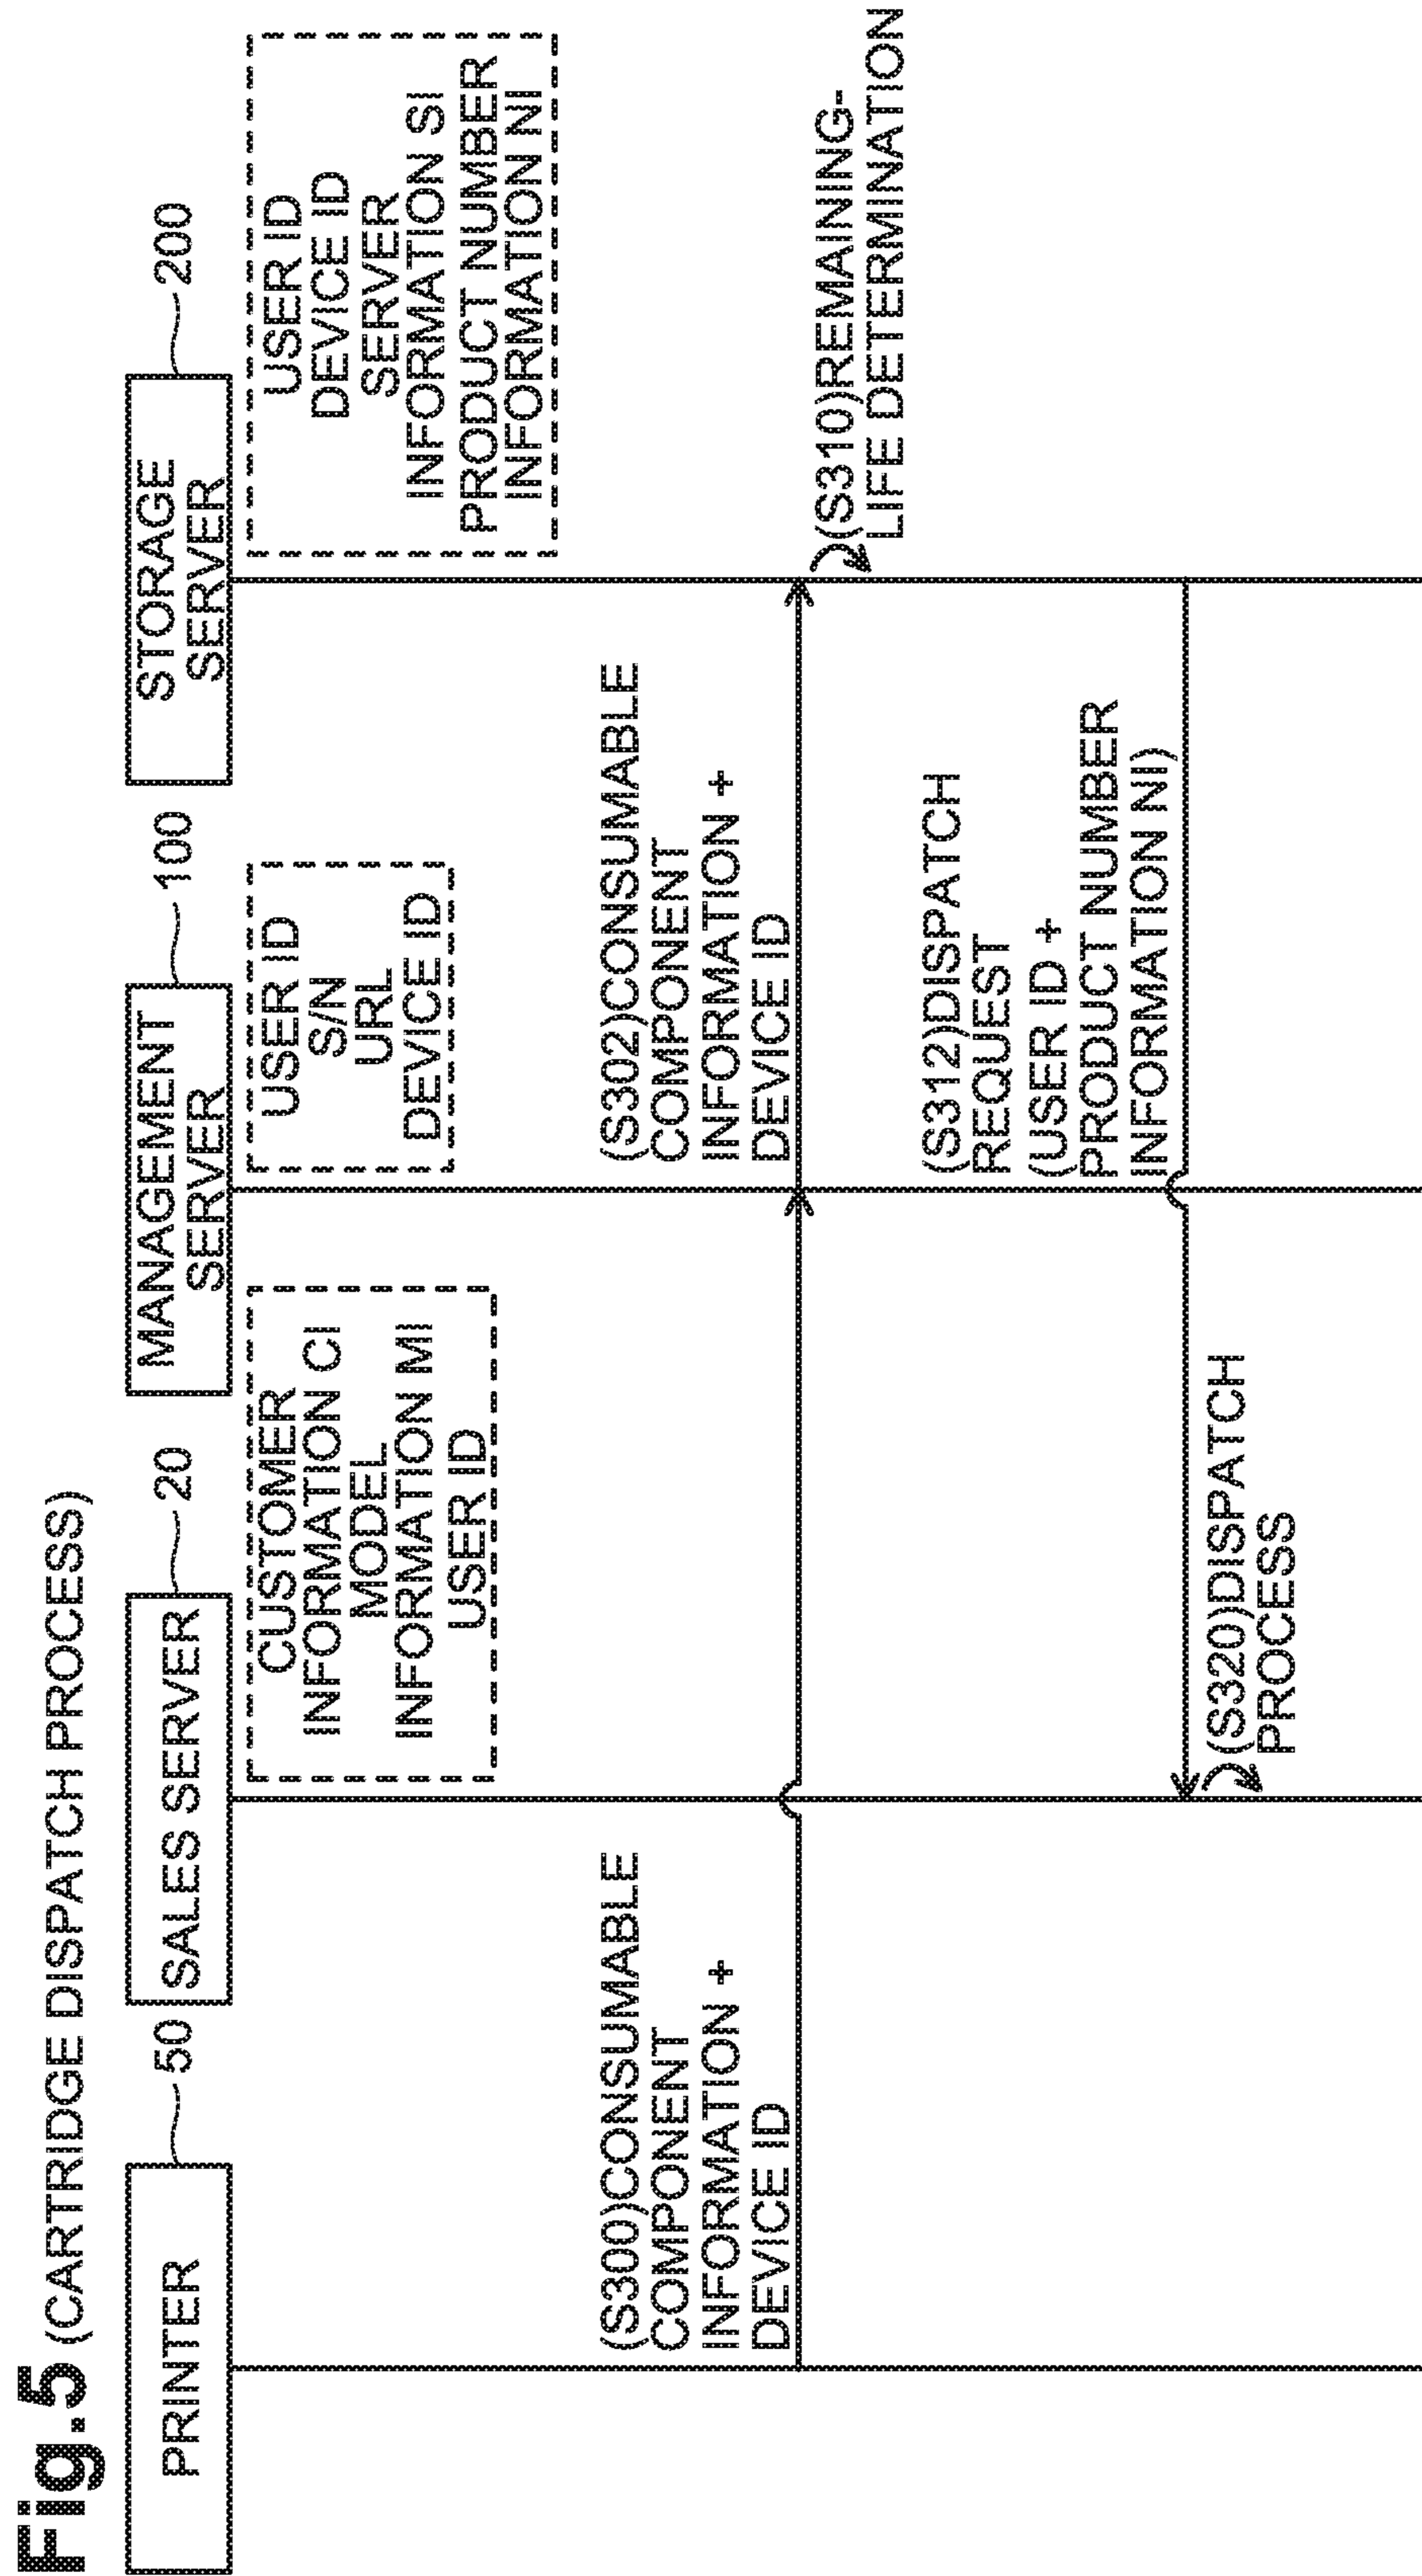 Fig.5 (CARTRIDGE DISPATCH PROCESS)
50
PRINTER
20
SALES SERVER
100
MANAGEMENT
SERVER
200
STORAGE
SERVER
CUSTOMER
INFORMATION CI
MODEL
INFORMATION MI
USER ID
USER ID
S/N
URL
DEVICE ID
USER ID
DEVICE ID
SERVER
INFORMATION SI
PRODUCT NUMBER
INFORMATION NI
(S300)CONSUMABLE
COMPONENT
INFORMATION +
DEVICE ID
(S302)CONSUMABLE
COMPONENT
INFORMATION +
DEVICE ID
(S310)REMAINING-
LIFE DETERMINATION
(S312)DISPATCH
REQUEST
(USER ID +
PRODUCT NUMBER
INFORMATION NI)
(S320)DISPATCH
PROCESS